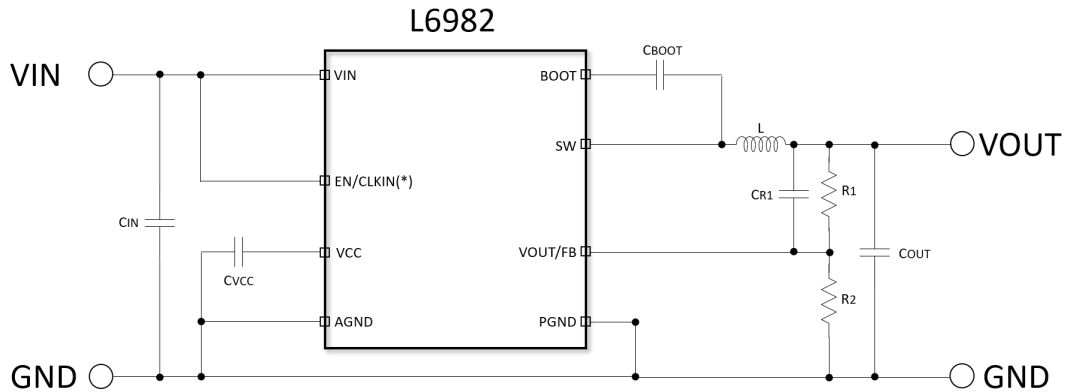 L6982
CBOOT
VIN
VIN
BOOT
L
SW
VOUT
EN/CLKIN(*)
CR1
R1
CIN
VCC
VOUT/FB
COUT
CVCC
R2
AGND
PGND
GND
GND